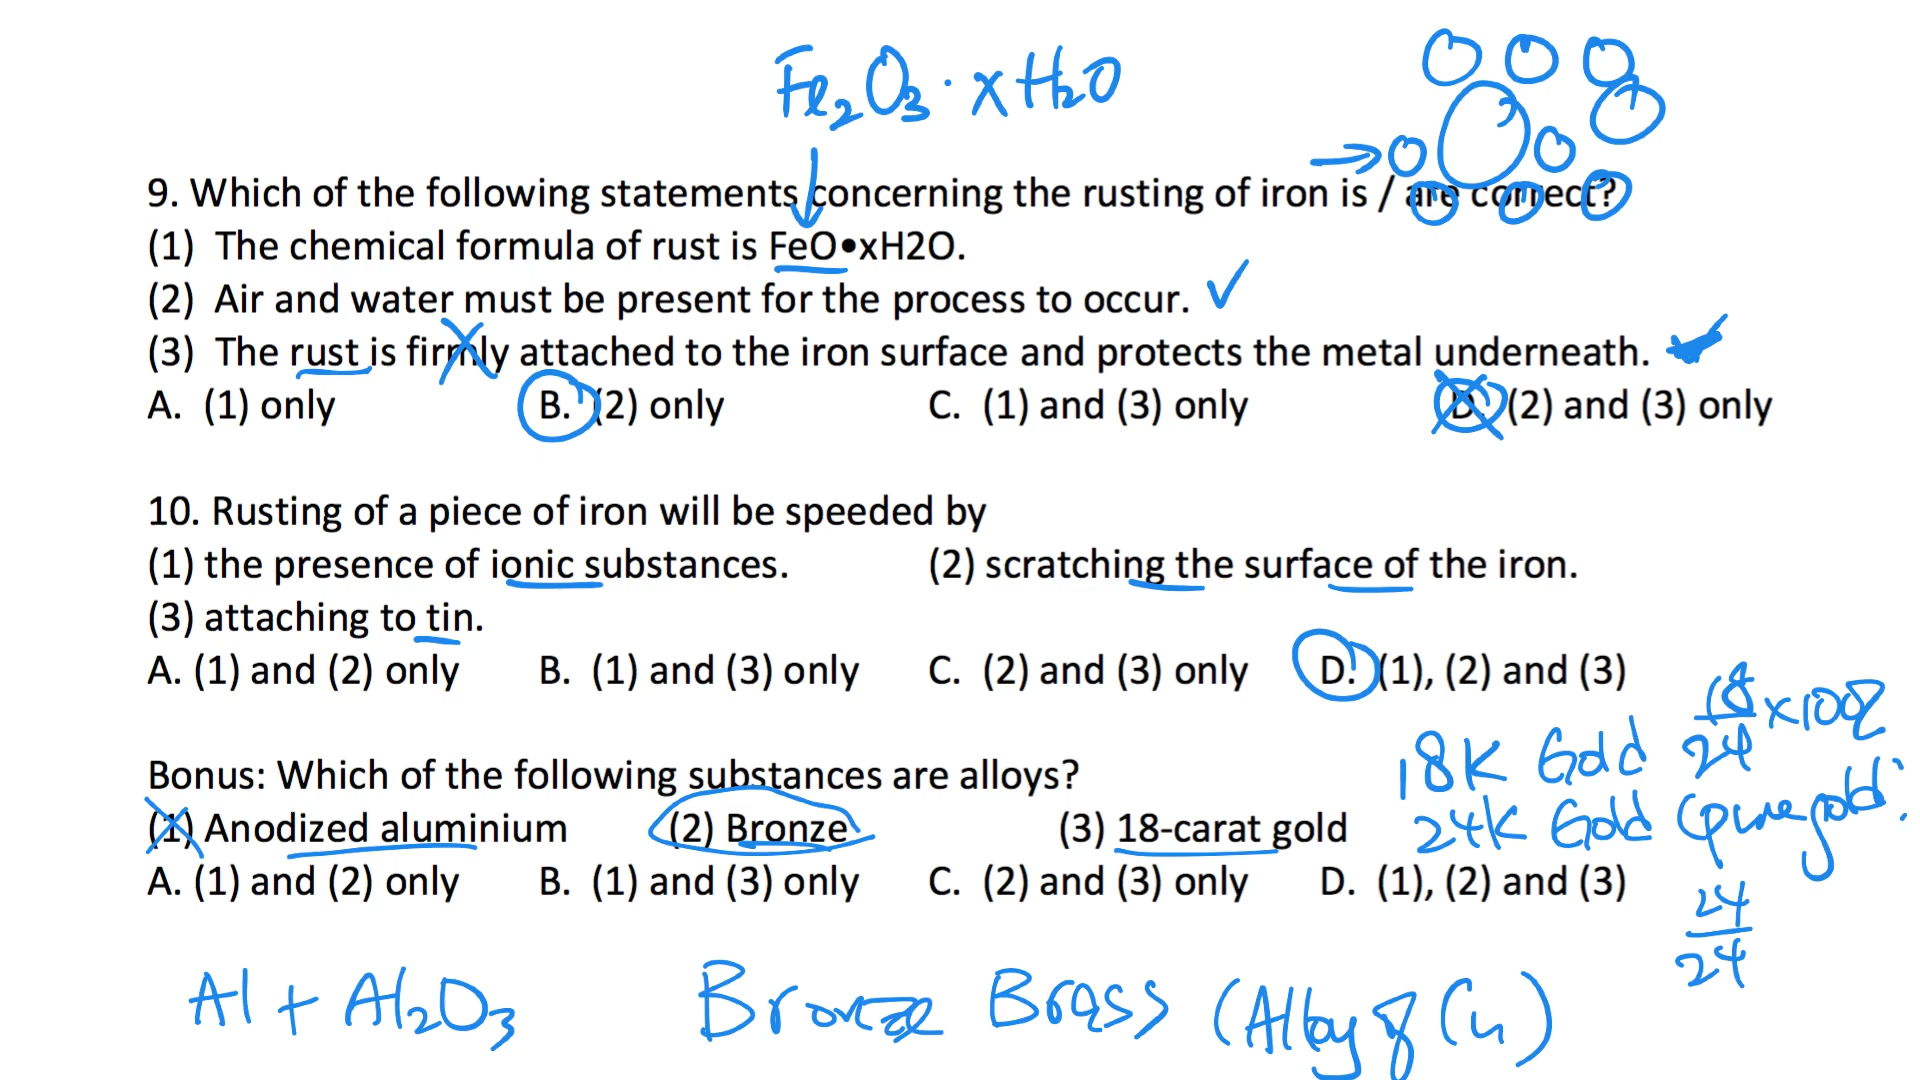 Fe₂O₃·xH₂O
9. Which of the following statements concerning the rusting of iron is / are correct?
(1) The chemical formula of rust is FeO•xH2O.
(2) Air and water must be present for the process to occur. ✓
(3) The rust is firmly attached to the iron surface and protects the metal underneath.
A. (1) only B. (2) only C. (1) and (3) only D. (2) and (3) only
10. Rusting of a piece of iron will be speeded by
(1) the presence of ionic substances. (2) scratching the surface of the iron.
(3) attaching to tin.
A. (1) and (2) only B. (1) and (3) only C. (2) and (3) only D. (1), (2) and (3)
18K Gold 18/24 x100%
24K Gold (pure gold)
24/24
Bonus: Which of the following substances are alloys?
(1) Anodized aluminium (2) Bronze (3) 18-carat gold
A. (1) and (2) only B. (1) and (3) only C. (2) and (3) only D. (1), (2) and (3)
Al + Al₂O₃ Bronze Brass (Alloy of Cu)